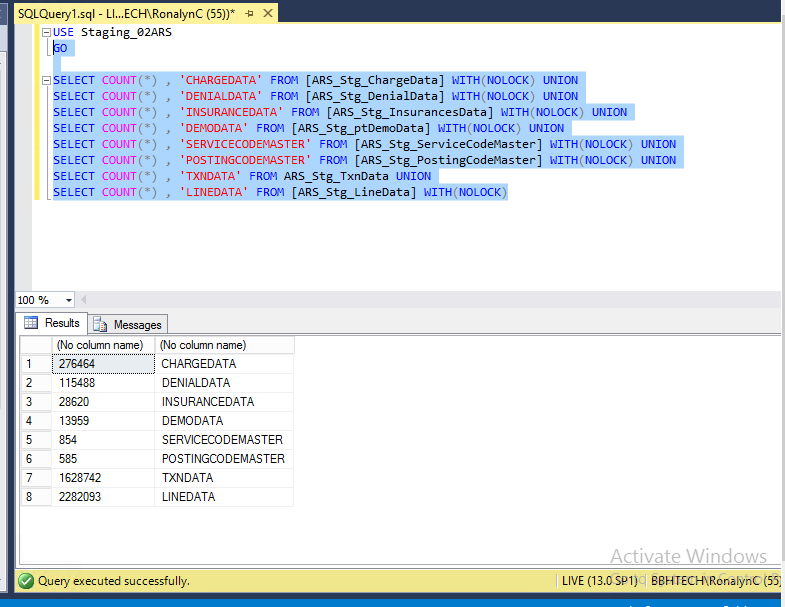 SQLQuery1.sql - LI...ECH\RonalynC (55))*
USE Staging_02ARS
GO
SELECT COUNT(*) , 'CHARGEDATA' FROM [ARS_Stg_ChargeData] WITH(NOLOCK) UNION
SELECT COUNT(*) , 'DENIALDATA' FROM [ARS_Stg_DenialData] WITH(NOLOCK) UNION
SELECT COUNT(*) , 'INSURANCEDATA' FROM [ARS_Stg_InsurancesData] WITH(NOLOCK) UNION
SELECT COUNT(*) , 'DEMODATA' FROM [ARS_Stg_ptDemoData] WITH(NOLOCK) UNION
SELECT COUNT(*) , 'SERVICECODEMASTER' FROM [ARS_Stg_ServiceCodeMaster] WITH(NOLOCK) UNION
SELECT COUNT(*) , 'POSTINGCODEMASTER' FROM [ARS_Stg_PostingCodeMaster] WITH(NOLOCK) UNION
SELECT COUNT(*) , 'TXNDATA' FROM ARS_Stg_TxnData UNION
SELECT COUNT(*) , 'LINEDATA' FROM [ARS_Stg_LineData] WITH(NOLOCK)
100 %
Results Messages
(No column name) (No column name)
1 276464 CHARGEDATA
2 115488 DENIALDATA
3 28620 INSURANCEDATA
4 13959 DEMODATA
5 854 SERVICECODEMASTER
6 585 POSTINGCODEMASTER
7 1628742 TXNDATA
8 2282093 LINEDATA
Activate Windows
Query executed successfully. LIVE (13.0 SP1) BBHTECH\RonalynC (55)